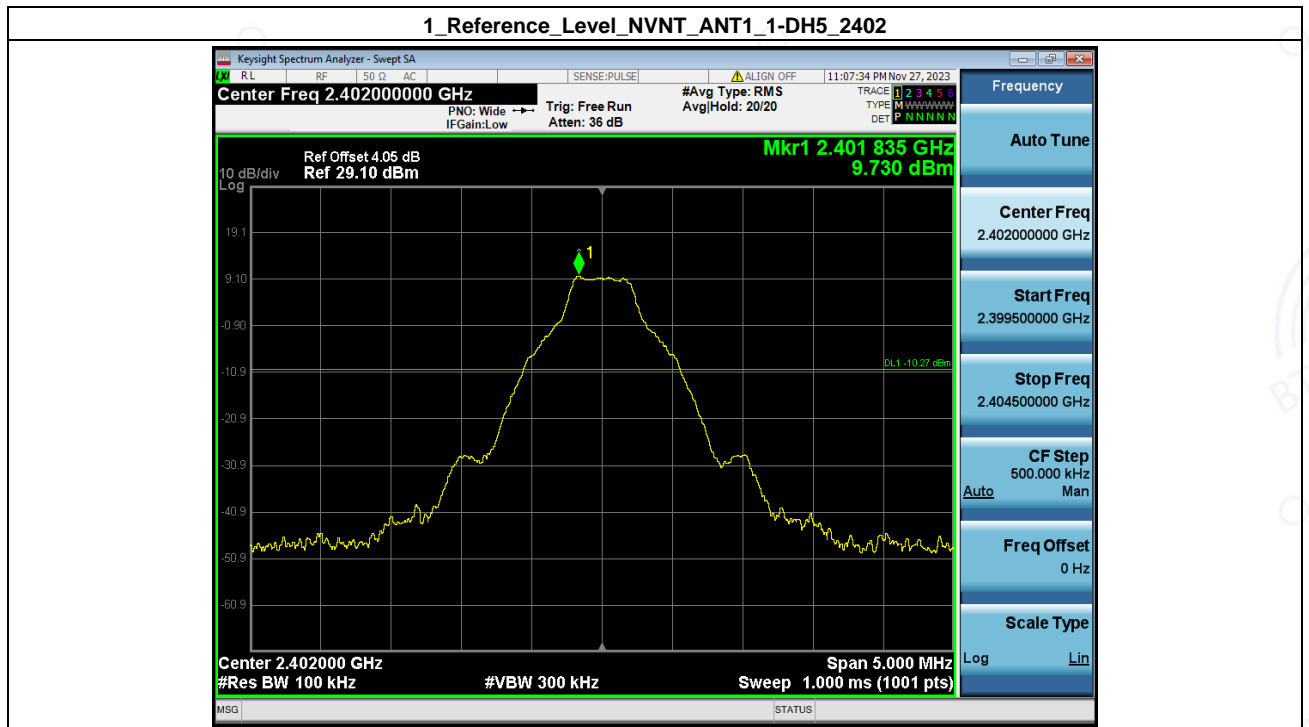 1_Reference_Level_NVNT_ANT1_1-DH5_2402
Keysight Spectrum Analyzer - Swept SA
RL RF 50 Ω AC SENSE:PULSE ALIGN OFF 11:07:34 PM Nov 27, 2023
Center Freq 2.402000000 GHz
PNO: Wide
IFGain:Low
Trig: Free Run
Atten: 36 dB
#Avg Type: RMS
Avg|Hold: 20/20
TRACE 1 2 3 4 5 6
TYPE M WWWWW
DET P N N N N N
Mkr1 2.401 835 GHz
9.730 dBm
Ref Offset 4.05 dB
10 dB/div Ref 29.10 dBm
Log
1
19.1
9.10
-0.90
DL1 -10.27 dBm
-10.9
-20.9
-30.9
-40.9
-50.9
-60.9
Center 2.402000 GHz Span 5.000 MHz
#Res BW 100 kHz #VBW 300 kHz Sweep 1.000 ms (1001 pts)
MSG STATUS
Frequency
Auto Tune
Center Freq
2.402000000 GHz
Start Freq
2.399500000 GHz
Stop Freq
2.404500000 GHz
CF Step
500.000 kHz
Auto Man
Freq Offset
0 Hz
Scale Type
Log Lin